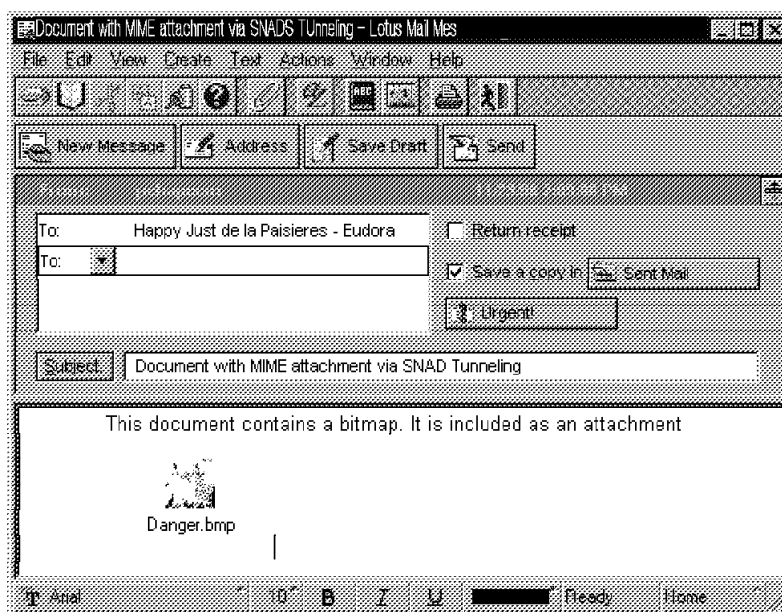 Document with MIME attachment via SNADS TUnneling – Lotus Mail Mes
File Edit View Create Text Actions Window Help
ABC
New Message Address Save Draft Send
To: Happy Just de la Paisieres - Eudora
Return receipt
To:
Save a copy in Sent Mail
Urgent!
Subject: Document with MIME attachment via SNAD Tunneling
This document contains a bitmap. It is included as an attachment
Danger.bmp
Arial 10 B I U Ready Home